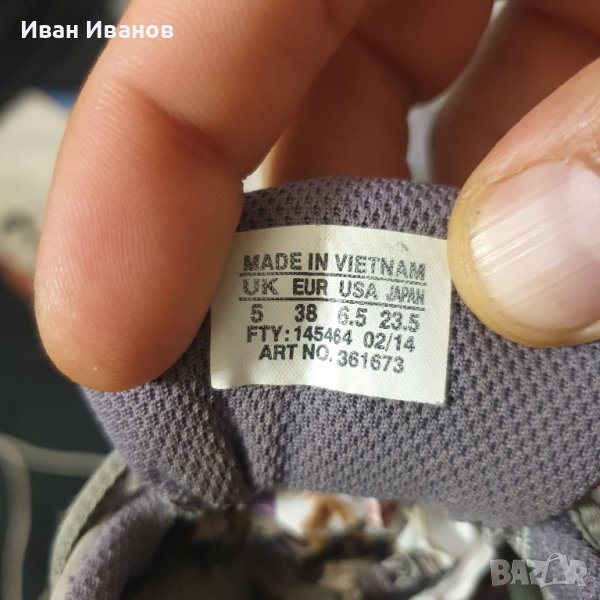 Иван Иванов
MADE IN VIETNAM
UK EUR USA JAPAN
5 38 6.5 23.5
FTY: 145464 02/14
ART NO. 361673
BAZAR